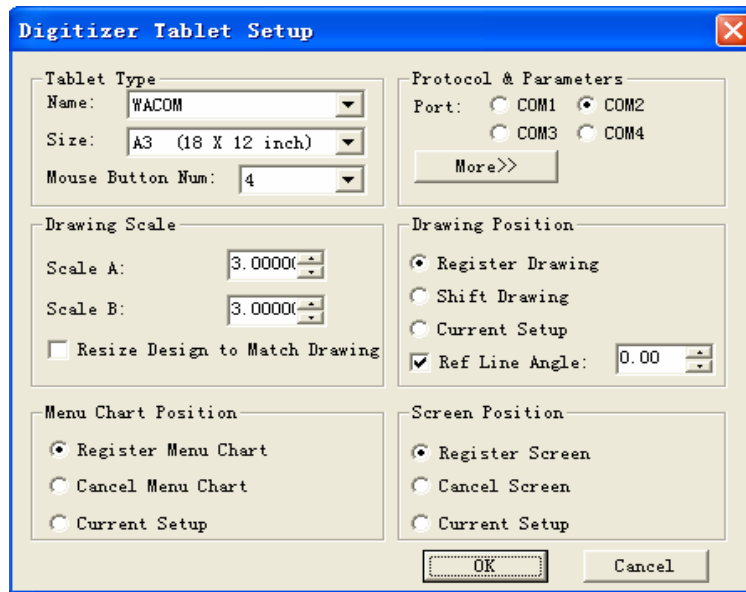 Digitizer Tablet Setup
Tablet Type
Name: WACOM
Size: A3 (18 X 12 inch)
Mouse Button Num: 4
Protocol & Parameters
Port: COM1 COM2
COM3 COM4
More>>
Drawing Scale
Scale A: 3.0000
Scale B: 3.0000
Resize Design to Match Drawing
Drawing Position
Register Drawing
Shift Drawing
Current Setup
Ref Line Angle: 0.00
Menu Chart Position
Register Menu Chart
Cancel Menu Chart
Current Setup
Screen Position
Register Screen
Cancel Screen
Current Setup
OK Cancel